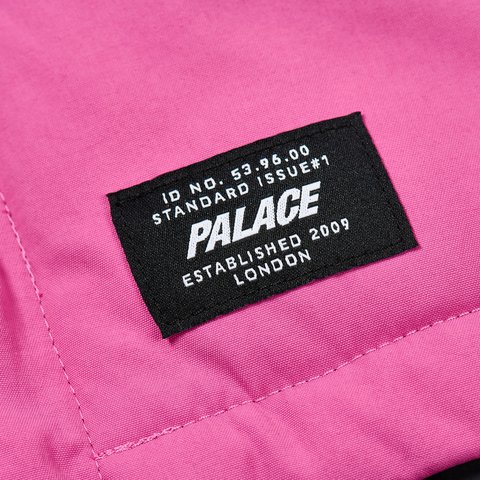 ID NO. 53.96.00
STANDARD ISSUE#1
PALACE
ESTABLISHED 2009
LONDON